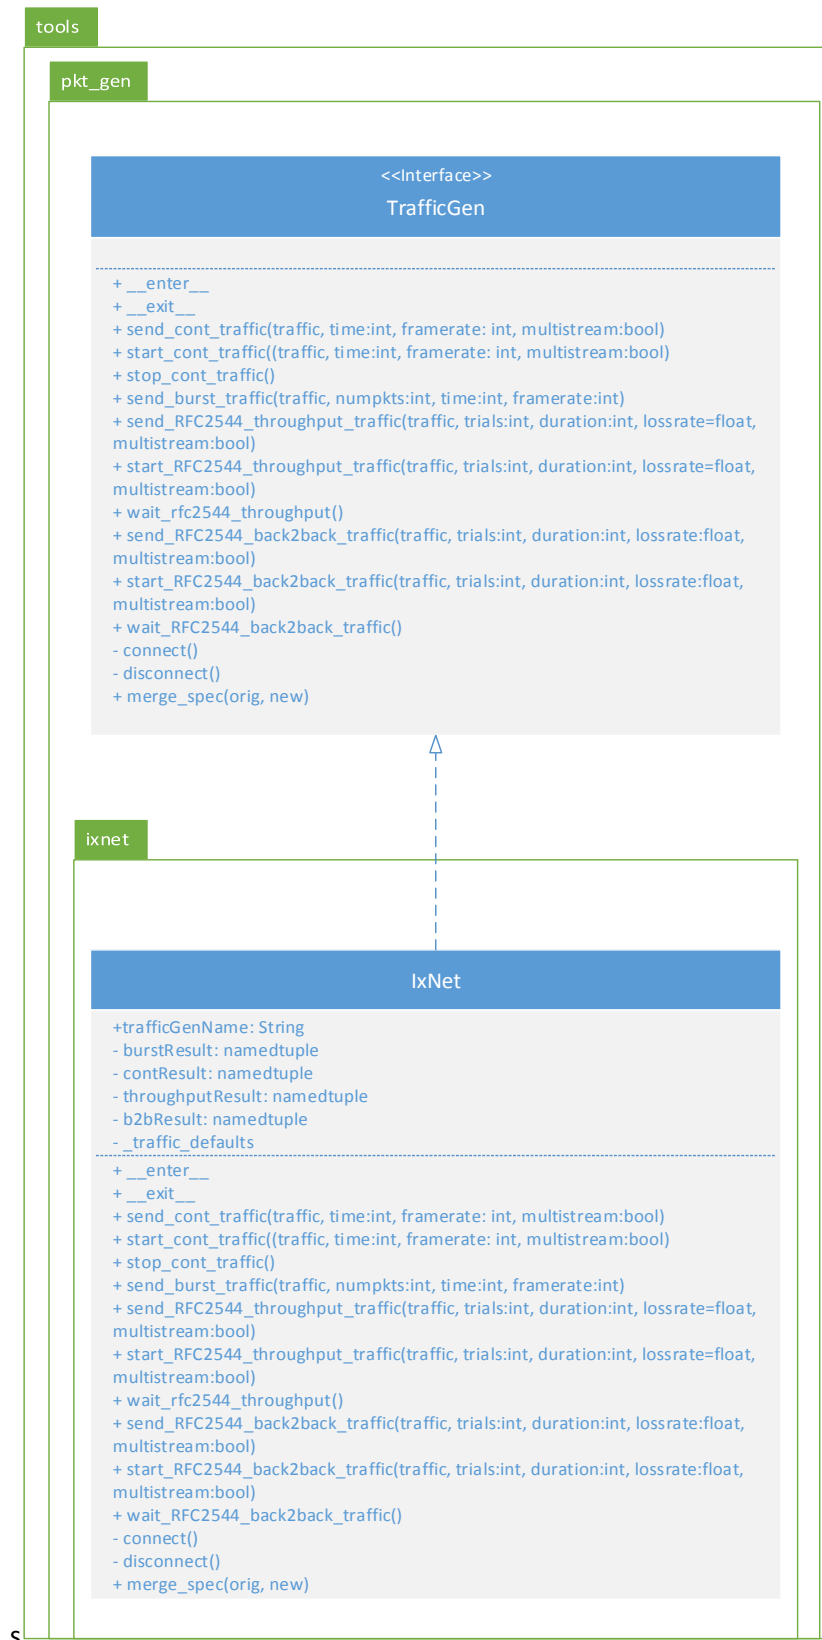 tools
pkt_gen
<<Interface>>
TrafficGen
+ __enter__
+ __exit__
+ send_cont_traffic(traffic, time:int, framerate: int, multistream:bool)
+ start_cont_traffic((traffic, time:int, framerate: int, multistream:bool)
+ stop_cont_traffic()
+ send_burst_traffic(traffic, numpkts:int, time:int, framerate:int)
+ send_RFC2544_throughput_traffic(traffic, trials:int, duration:int, lossrate=float,
multistream:bool)
+ start_RFC2544_throughput_traffic(traffic, trials:int, duration:int, lossrate=float,
multistream:bool)
+ wait_rfc2544_throughput()
+ send_RFC2544_back2back_traffic(traffic, trials:int, duration:int, lossrate:float,
multistream:bool)
+ start_RFC2544_back2back_traffic(traffic, trials:int, duration:int, lossrate:float,
multistream:bool)
+ wait_RFC2544_back2back_traffic()
- connect()
- disconnect()
+ merge_spec(orig, new)
ixnet
IxNet
+trafficGenName: String
- burstResult: namedtuple
- contResult: namedtuple
- throughputResult: namedtuple
- b2bResult: namedtuple
- _traffic_defaults
+ __enter__
+ __exit__
+ send_cont_traffic(traffic, time:int, framerate: int, multistream:bool)
+ start_cont_traffic((traffic, time:int, framerate: int, multistream:bool)
+ stop_cont_traffic()
+ send_burst_traffic(traffic, numpkts:int, time:int, framerate:int)
+ send_RFC2544_throughput_traffic(traffic, trials:int, duration:int, lossrate=float,
multistream:bool)
+ start_RFC2544_throughput_traffic(traffic, trials:int, duration:int, lossrate=float,
multistream:bool)
+ wait_rfc2544_throughput()
+ send_RFC2544_back2back_traffic(traffic, trials:int, duration:int, lossrate:float,
multistream:bool)
+ start_RFC2544_back2back_traffic(traffic, trials:int, duration:int, lossrate:float,
multistream:bool)
+ wait_RFC2544_back2back_traffic()
- connect()
- disconnect()
+ merge_spec(orig, new)
s